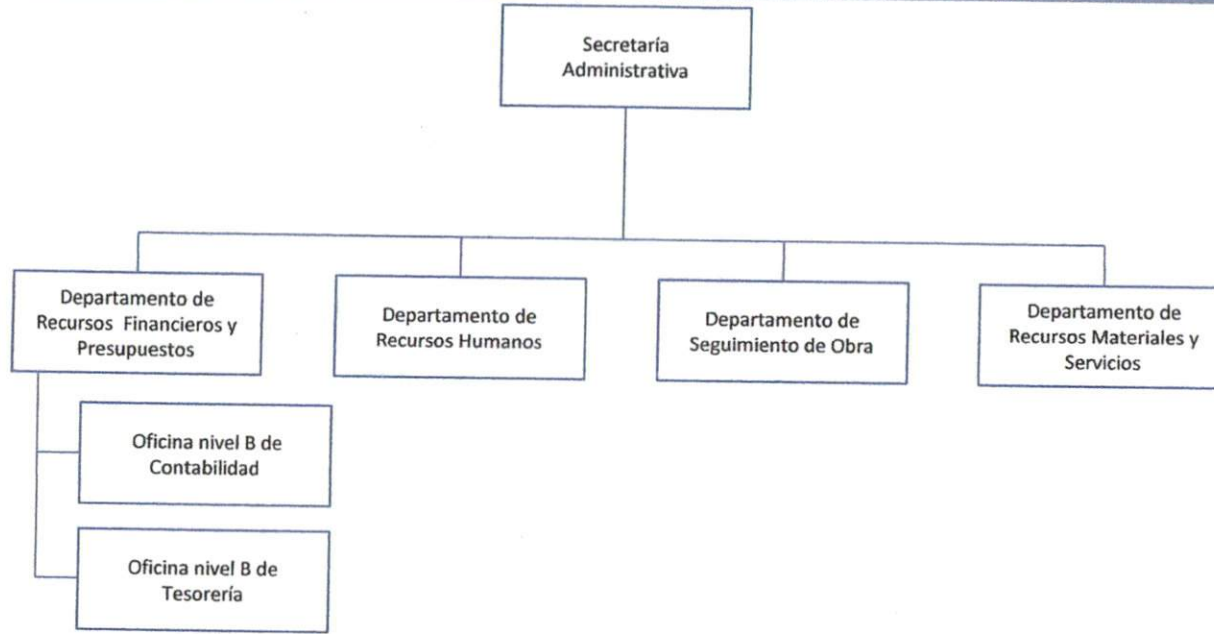 Secretaría
Administrativa
Departamento de
Recursos Financieros y
Presupuestos
Departamento de
Recursos Humanos
Departamento de
Seguimiento de Obra
Departamento de
Recursos Materiales y
Servicios
Oficina nivel B de
Contabilidad
Oficina nivel B de
Tesorería